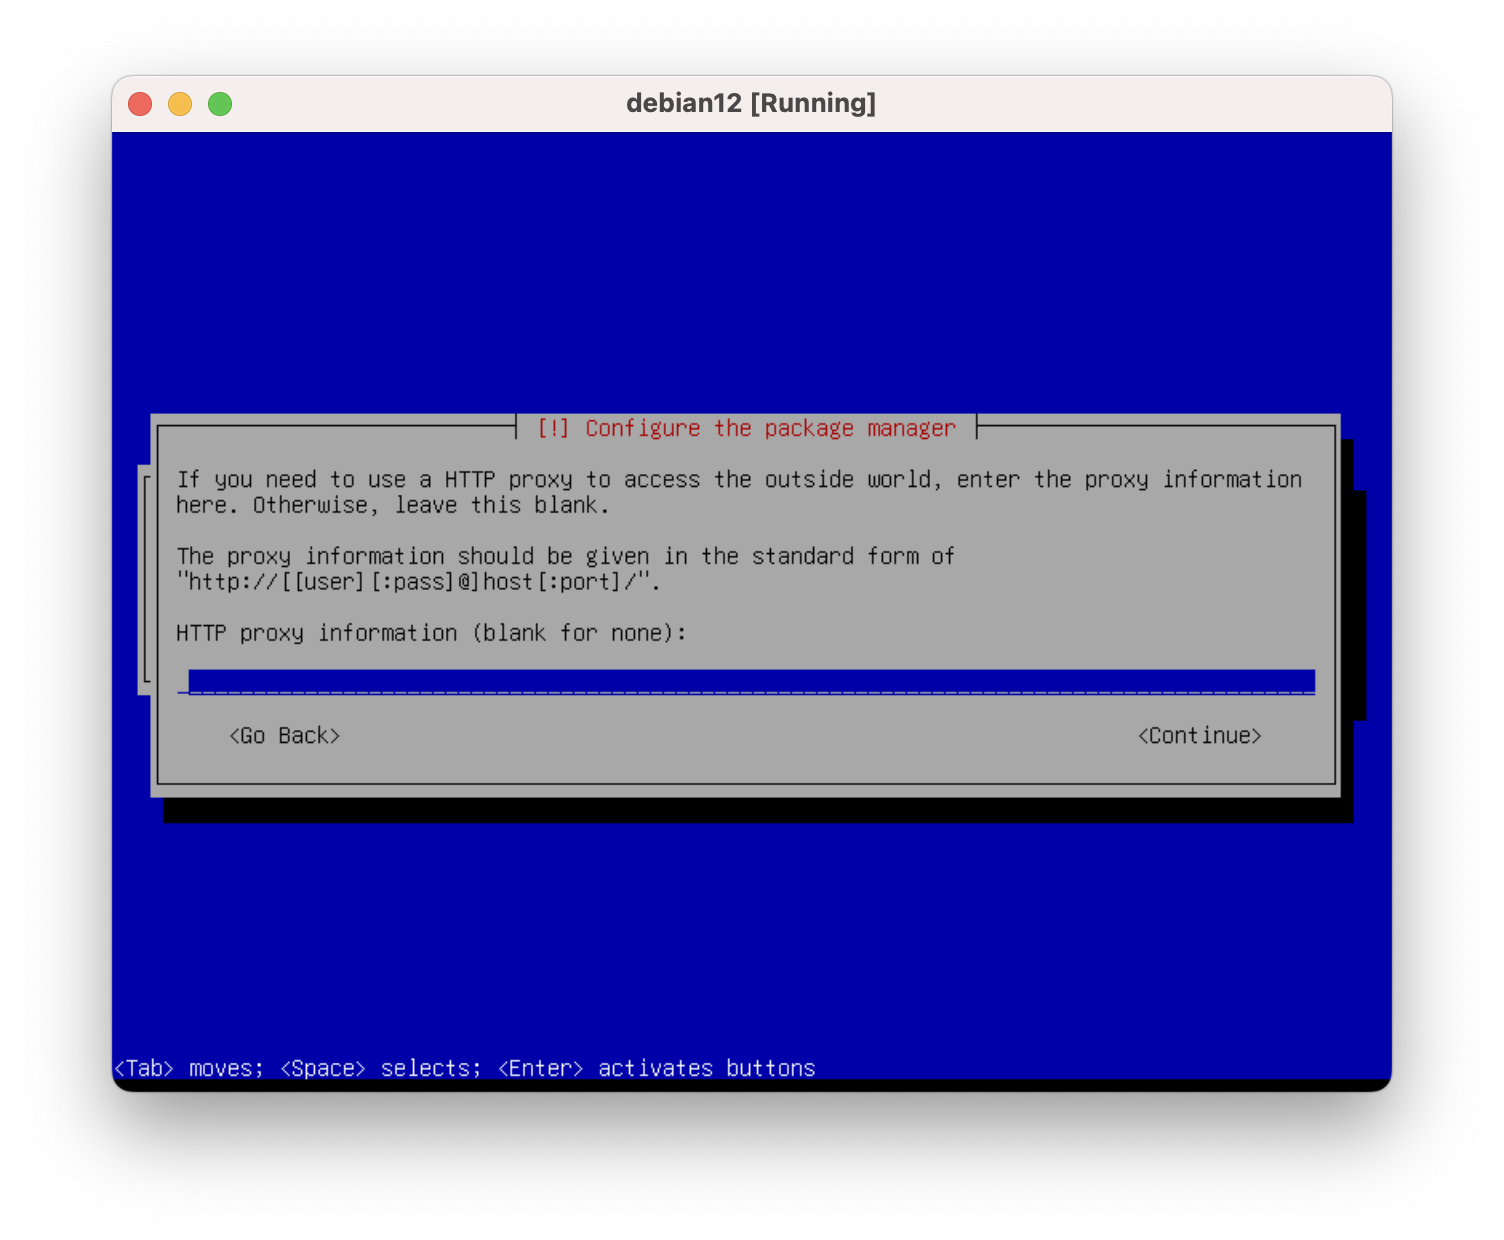 debian12 [Running]
[!] Configure the package manager
If you need to use a HTTP proxy to access the outside world, enter the proxy information
here. Otherwise, leave this blank.
The proxy information should be given in the standard form of
"http://[[user][:pass]@]host[:port]/".
HTTP proxy information (blank for none):
<Go Back> <Continue>
<Tab> moves; <Space> selects; <Enter> activates buttons